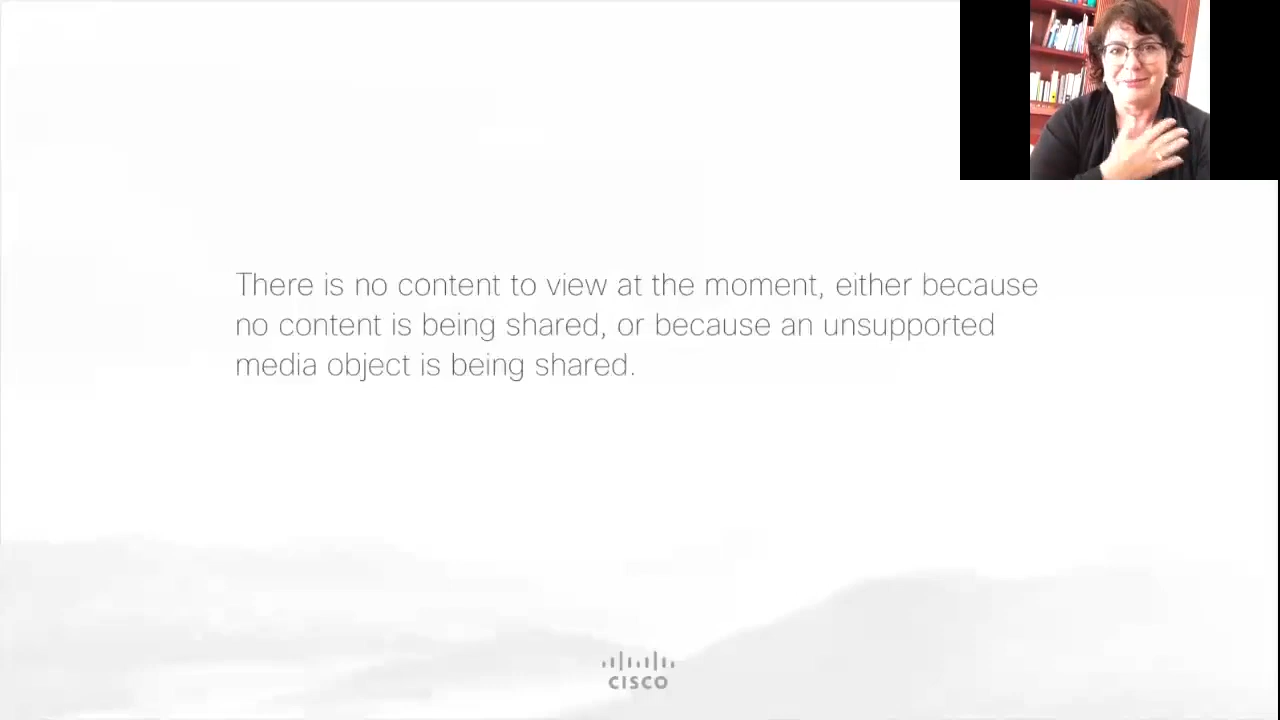 There is no content to view at the moment, either because
no content is being shared, or because an unsupported
media object is being shared.
CISCO